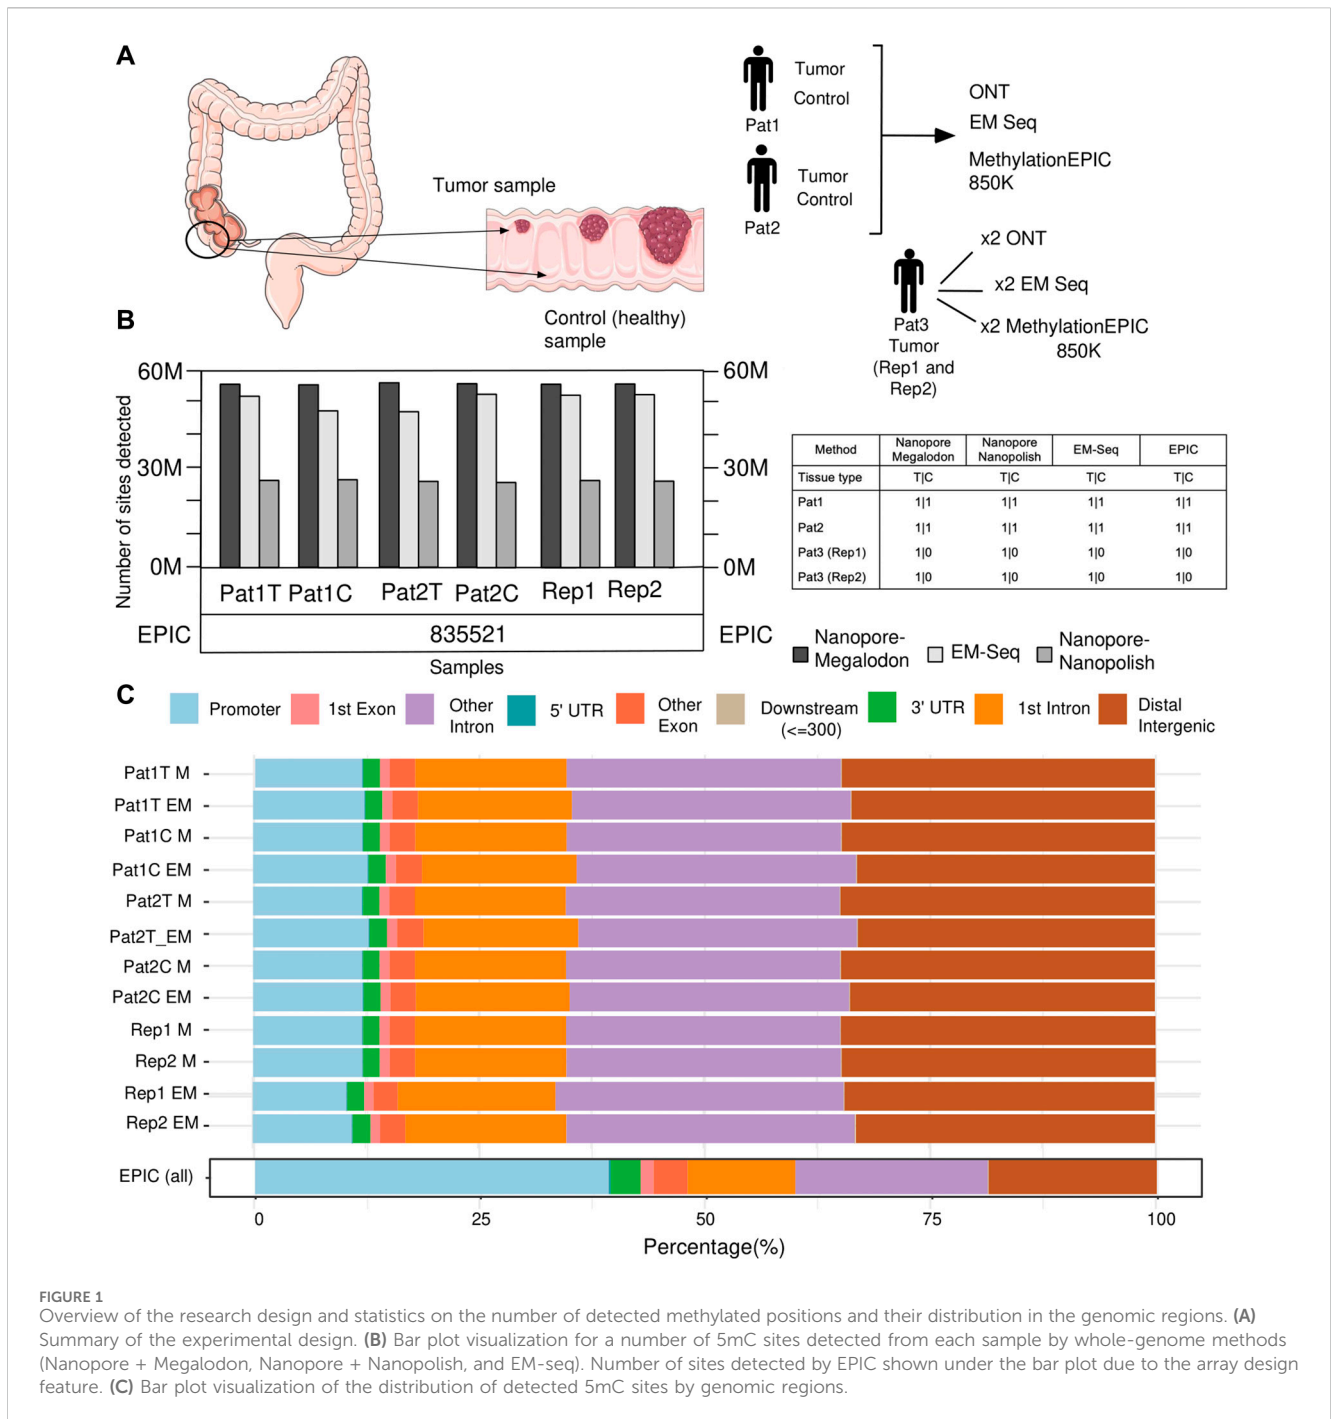 A
Tumor sample
Control (healthy)
sample
Tumor
Control
Pat1
Tumor
Control
Pat2
ONT
EM Seq
MethylationEPIC
850K
x2 ONT
x2 EM Seq
x2 MethylationEPIC
850K
Pat3
Tumor
(Rep1 and
Rep2)
B
Number of sites detected
60M
30M
0M
60M
30M
0M
Pat1T Pat1C Pat2T Pat2C Rep1 Rep2
EPIC 835521 EPIC
Samples
Method Nanopore Megalodon Nanopore Nanopolish EM-Seq EPIC
Tissue type T|C T|C T|C T|C
Pat1 1|1 1|1 1|1 1|1
Pat2 1|1 1|1 1|1 1|1
Pat3 (Rep1) 1|0 1|0 1|0 1|0
Pat3 (Rep2) 1|0 1|0 1|0 1|0
Nanopore-
Megalodon
EM-Seq
Nanopore-
Nanopolish
C
Promoter
1st Exon
Other
Intron
5' UTR
Other
Exon
Downstream
(<=300)
3' UTR
1st Intron
Distal
Intergenic
Pat1T M
Pat1T EM
Pat1C M
Pat1C EM
Pat2T M
Pat2T_EM
Pat2C M
Pat2C EM
Rep1 M
Rep2 M
Rep1 EM
Rep2 EM
EPIC (all)
0 25 50 75 100
Percentage(%)
FIGURE 1
Overview of the research design and statistics on the number of detected methylated positions and their distribution in the genomic regions. (A)
Summary of the experimental design. (B) Bar plot visualization for a number of 5mC sites detected from each sample by whole-genome methods
(Nanopore + Megalodon, Nanopore + Nanopolish, and EM-seq). Number of sites detected by EPIC shown under the bar plot due to the array design
feature. (C) Bar plot visualization of the distribution of detected 5mC sites by genomic regions.